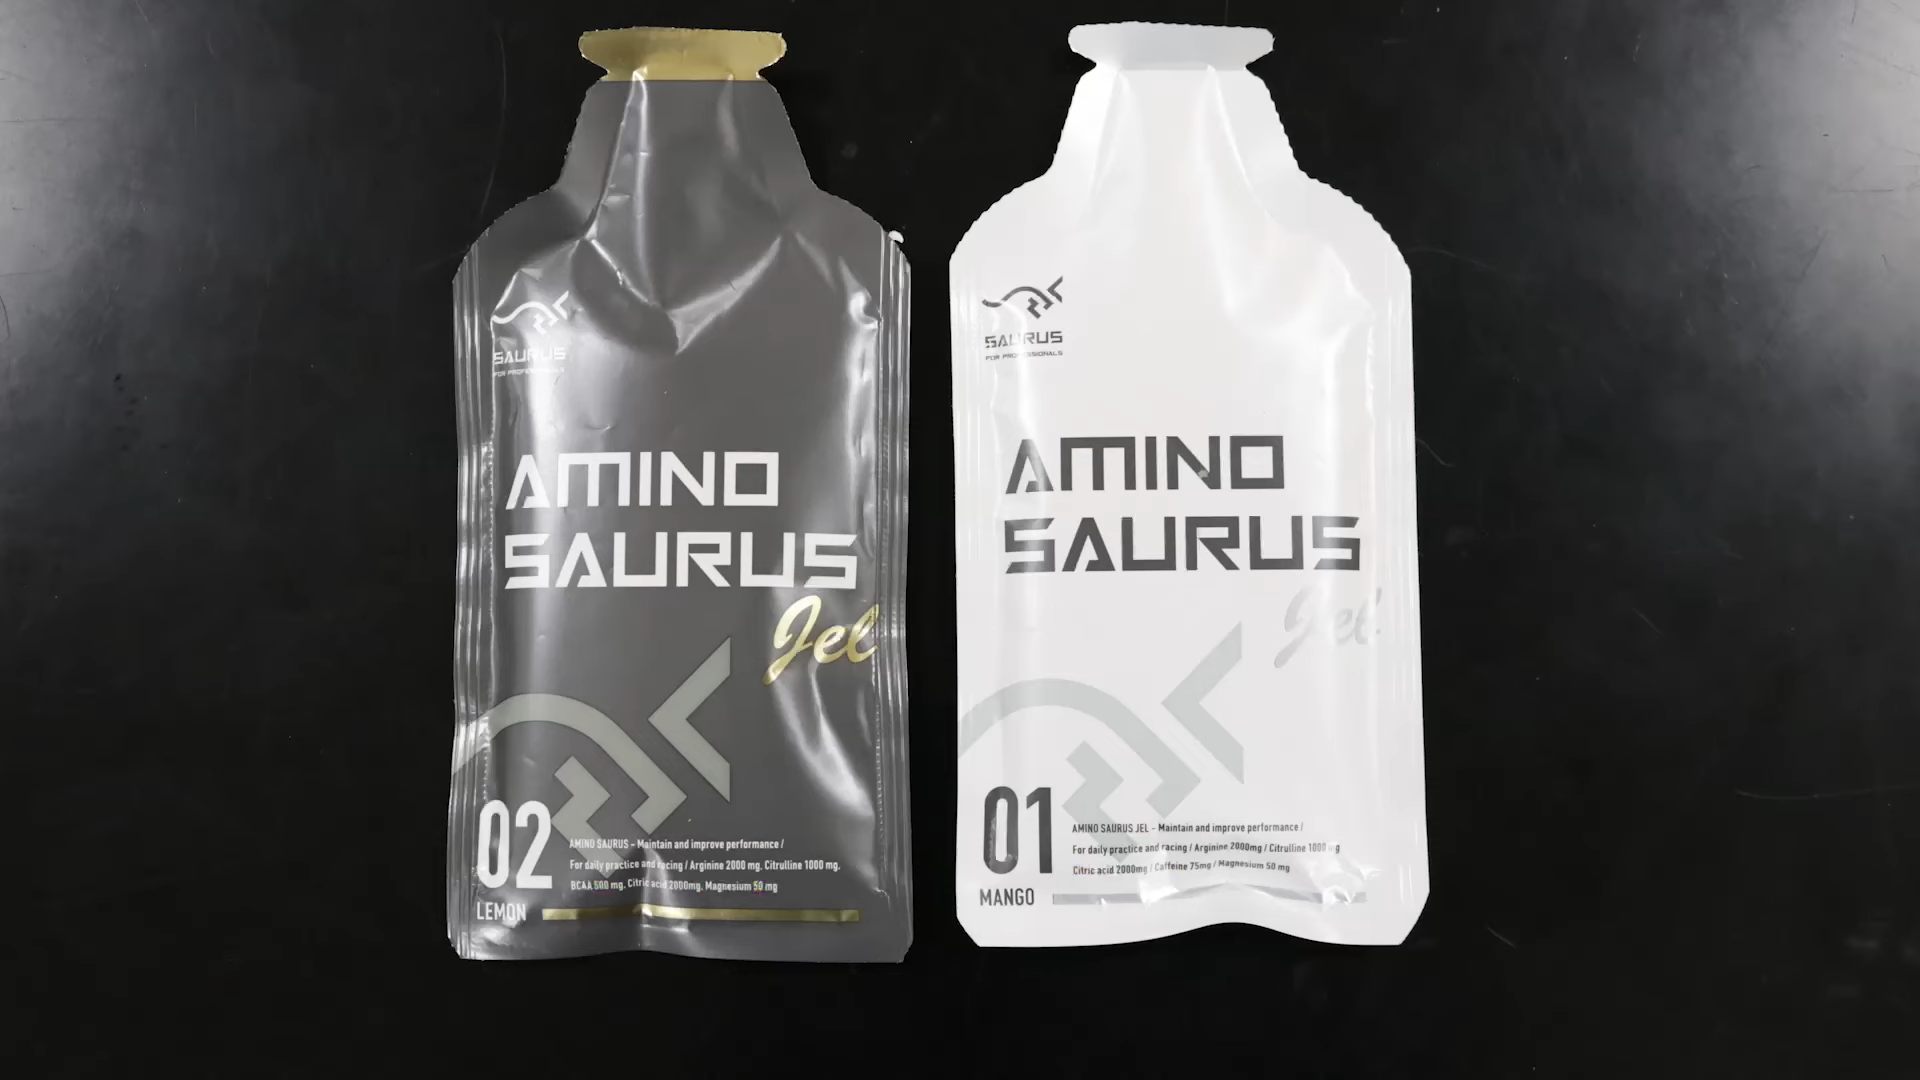 SAURUS
FOR PROFESSIONALS
AMINO
SAURUS
Jel
02
AMINO SAURUS - Maintain and improve performance /
For daily practice and racing / Arginine 2000 mg. Citrulline 1000 mg.
BCAA 500 mg. Citric acid 2000mg. Magnesium 50 mg
LEMON
SAURUS
FOR PROFESSIONALS
AMINO
SAURUS
Jel
01
AMINO SAURUS JEL - Maintain and improve performance /
For daily practice and racing / Arginine 2000mg / Citrulline 1000 mg
Citric acid 2000mg / Caffeine 75mg / Magnesium 50 mg
MANGO